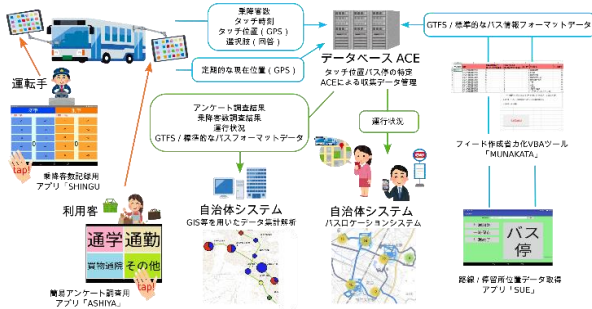 乗降客数
タッチ時刻
タッチ位置(GPS)
選択肢(回答)
定期的な現在位置(GPS)
データベース ACE
タッチ位置バス停の特定
ACEによる収集データ管理
GTFS / 標準的なバス情報フォーマットデータ
運転手
tap!
乗降客数記録用
アプリ「SHINGU」
アンケート調査結果
乗降客数調査結果
運行状況
GTFS / 標準的なバスフォーマットデータ
運行状況
フィード作成省力化VBAツール
「MUNAKATA」
利用客
通学
通勤
買物通院
その他
tap!
簡易アンケート調査用
アプリ「ASHIYA」
自治体システム
GIS等を用いたデータ集計解析
自治体システム
バスロケーションシステム
バス
停
路線 / 停留所位置データ取得
アプリ「SUE」